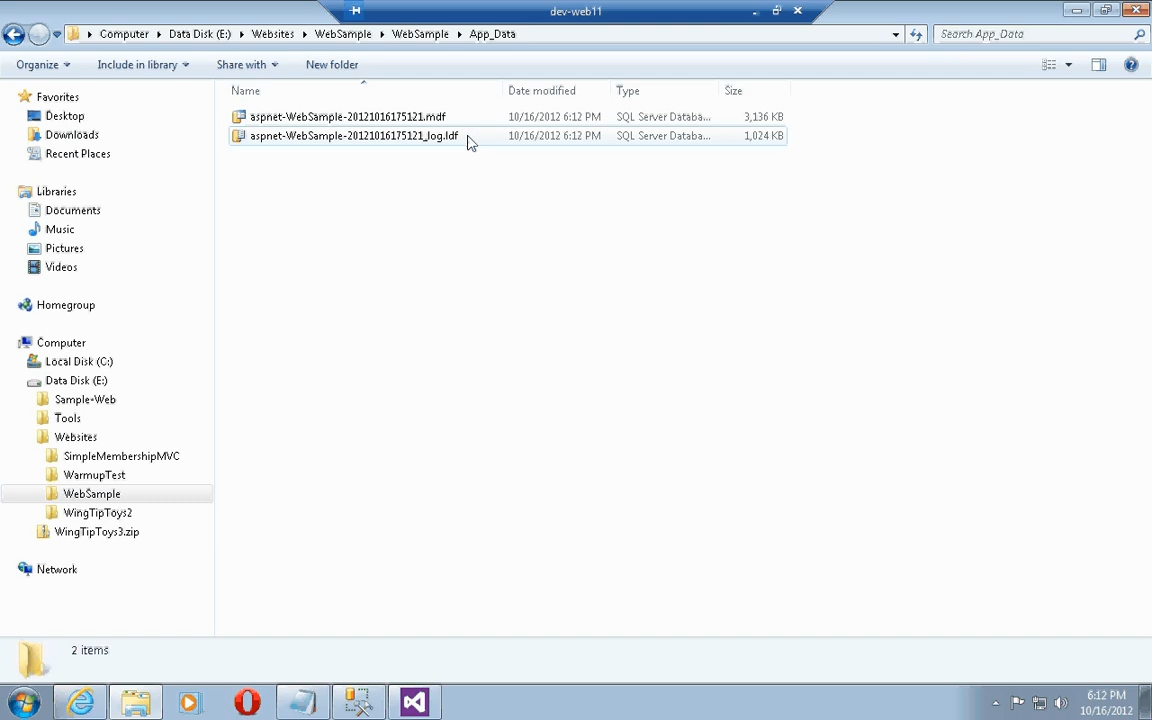 dev-web11
Computer Data Disk (E:) Websites WebSample WebSample App_Data
Search App_Data
Organize Include in library Share with New folder
Favorites
Desktop
Downloads
Recent Places
Libraries
Documents
Music
Pictures
Videos
Homegroup
Computer
Local Disk (C:)
Data Disk (E:)
Sample-Web
Tools
Websites
SimpleMembershipMVC
WarmupTest
WebSample
WingTipToys2
WingTipToys3.zip
Network
Name Date modified Type Size
aspnet-WebSample-20121016175121.mdf 10/16/2012 6:12 PM SQL Server Databa... 3,136 KB
aspnet-WebSample-20121016175121_log.ldf 10/16/2012 6:12 PM SQL Server Databa... 1,024 KB
2 items
6:12 PM
10/16/2012